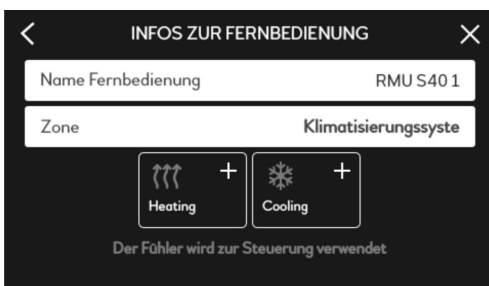 INFOS ZUR FERNBEDIENUNG
Name Fernbedienung RMU S40 1
Zone Klimatisierungssyste
Heating Cooling
Der Fühler wird zur Steuerung verwendet